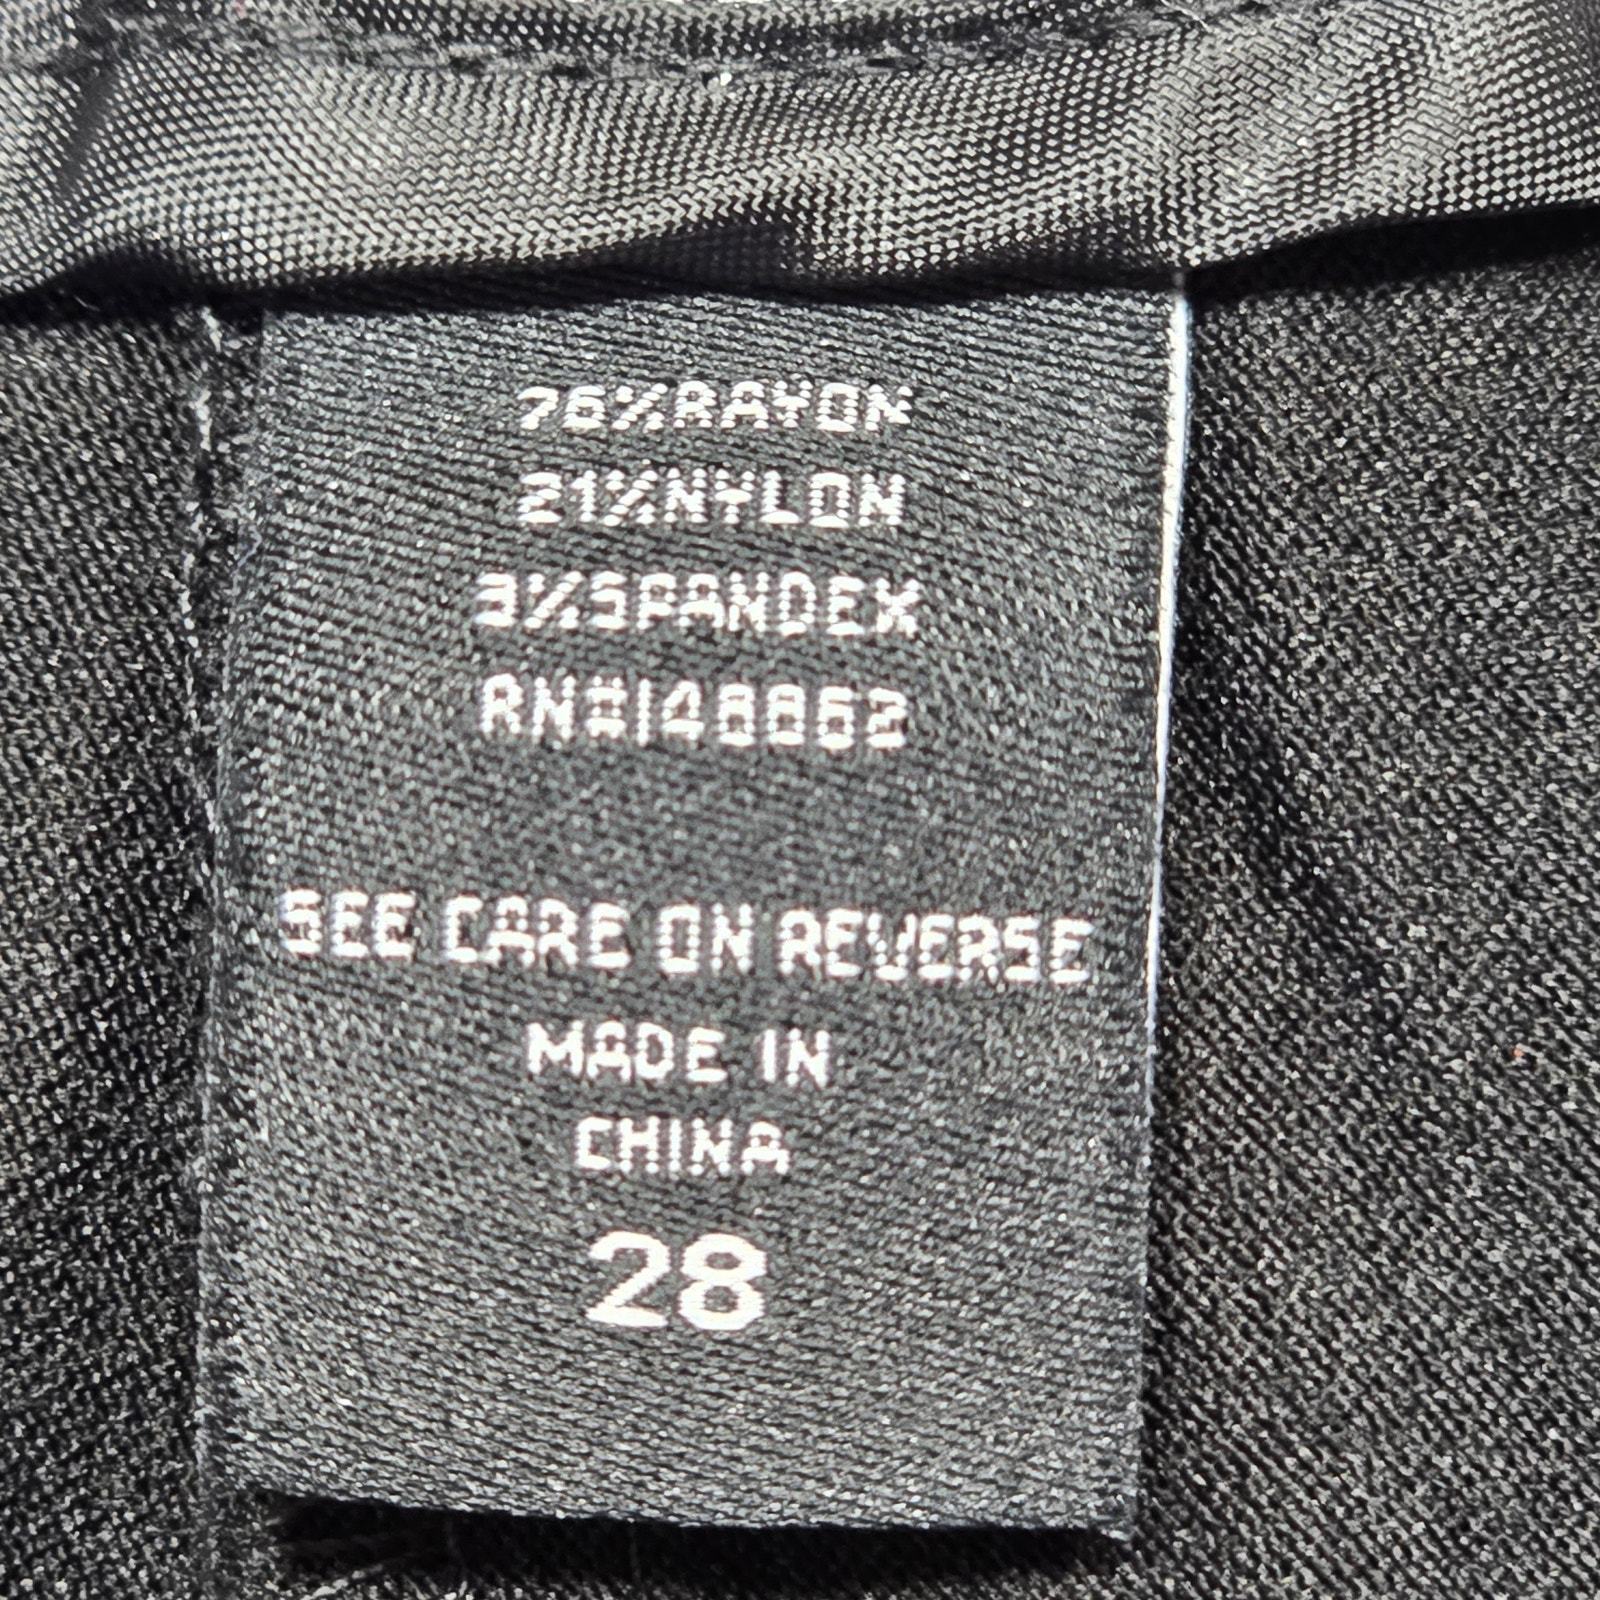 76%RAYON
21%NYLON
3%SPANDEX
RN#148862
SEE CARE ON REVERSE
MADE IN
CHINA
28